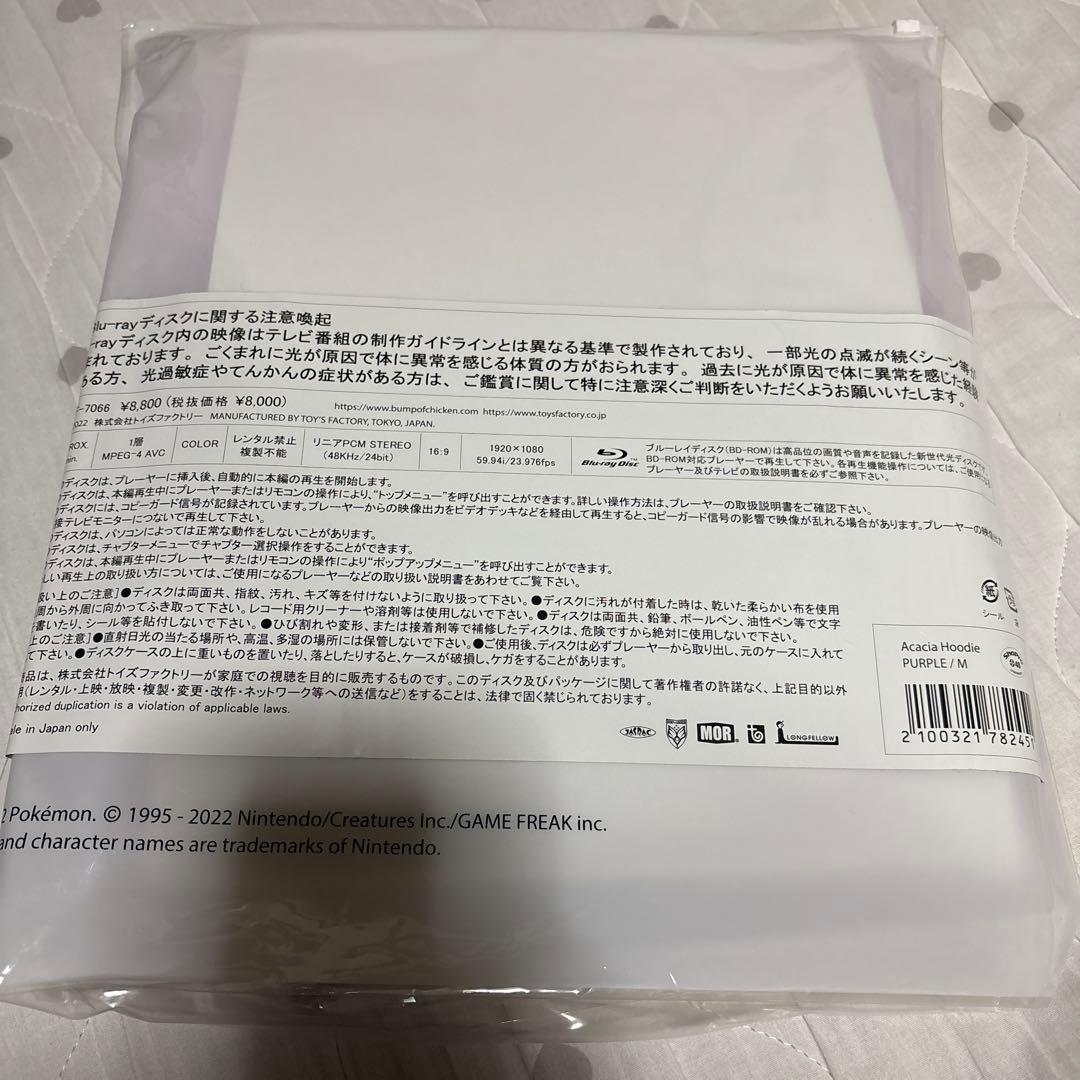 Blu-rayディスクに関する注意喚起
-rayディスク内の映像はテレビ番組の制作ガイドラインとは異なる基準で製作されており、一部光の点滅が続くシーン等が
まれております。ごくまれに光が原因で体に異常を感じる体質の方がおられます。過去に光が原因で体に異常を感じた経験
ある方、光過敏症やてんかんの症状がある方は、ご鑑賞に関して特に注意深くご判断をいただくようお願いいたします。
-7066 ¥8,800(税抜価格 ¥8,000) https://www.bumpofchicken.com https://www.toysfactory.co.jp
2022 株式会社トイズファクトリー MANUFACTURED BY TOY'S FACTORY, TOKYO, JAPAN.
ROX.
min.
1層
MPEG-4 AVC
COLOR
レンタル禁止
複製不能
リニアPCM STEREO
(48KHz/24bit)
16:9
1920×1080
59.94i/23.976fps
Blu-ray Disc™
ブルーレイディスク(BD-ROM)は高品位の画質や音声を記録した新世代光ディスクです。
BD-ROM対応プレーヤーで再生して下さい。各再生機能操作については、ご使用になる
プレーヤー及びテレビの取扱説明書を必ずご参照下さい。
ディスクは、プレーヤーに挿入後、自動的に本編の再生を開始します。
ディスクは、本編再生中にプレーヤーまたはリモコンの操作により、“トップメニュー”を呼び出すことができます。詳しい操作方法は、プレーヤーの取扱説明書をご確認下さい。
ディスクには、コピーガード信号が記録されています。プレーヤーからの映像出力をビデオデッキなどを経由して再生すると、コピーガード信号の影響で映像が乱れる場合があります。プレーヤーの映像出力
接テレビモニターにつないで再生して下さい。
ディスクは、パソコンによっては正常な動作をしないことがあります。
ディスクは、チャプターメニューでチャプター選択操作をすることができます。
ディスクは、本編再生中にプレーヤーまたはリモコンの操作により“ポップアップメニュー”を呼び出すことができます。
しい再生上の取り扱い方については、ご使用になるプレーヤーなどの取り扱い説明書をあわせてご覧下さい。
扱い上のご注意]●ディスクは両面共、指紋、汚れ、キズ等を付けないように取り扱って下さい。●ディスクに汚れが付着した時は、乾いた柔らかい布を使用
周から外周に向かってふき取って下さい。レコード用クリーナーや溶剤等は使用しないで下さい。●ディスクは両面共、鉛筆、ボールペン、油性ペン等で文字
書いたり、シール等を貼付しないで下さい。●ひび割れや変形、または接着剤等で補修したディスクは、危険ですから絶対に使用しないで下さい。
上のご注意]●直射日光の当たる場所や、高温、多湿の場所には保管しないで下さい。●ご使用後、ディスクは必ずプレーヤーから取り出し、元のケースに入れて
て下さい。●ディスクケースの上に重いものを置いたり、落としたりすると、ケースが破損し、ケガをすることがあります。
商品は、株式会社トイズファクトリーが家庭での視聴を目的に販売するものです。このディスク及びパッケージに関して著作権者の許諾なく、上記目的以外
用(レンタル・上映・放映・複製・変更・改作・ネットワーク等への送信など)をすることは、法律で固く禁じられております。
horized duplication is a violation of applicable laws.
ale in Japan only
JASRAC
MOR
LONGFELLOW
紙
シール
Acacia Hoodie
PURPLE / M
2 100321 782451
2 Pokémon. © 1995 - 2022 Nintendo/Creatures Inc./GAME FREAK inc.
and character names are trademarks of Nintendo.